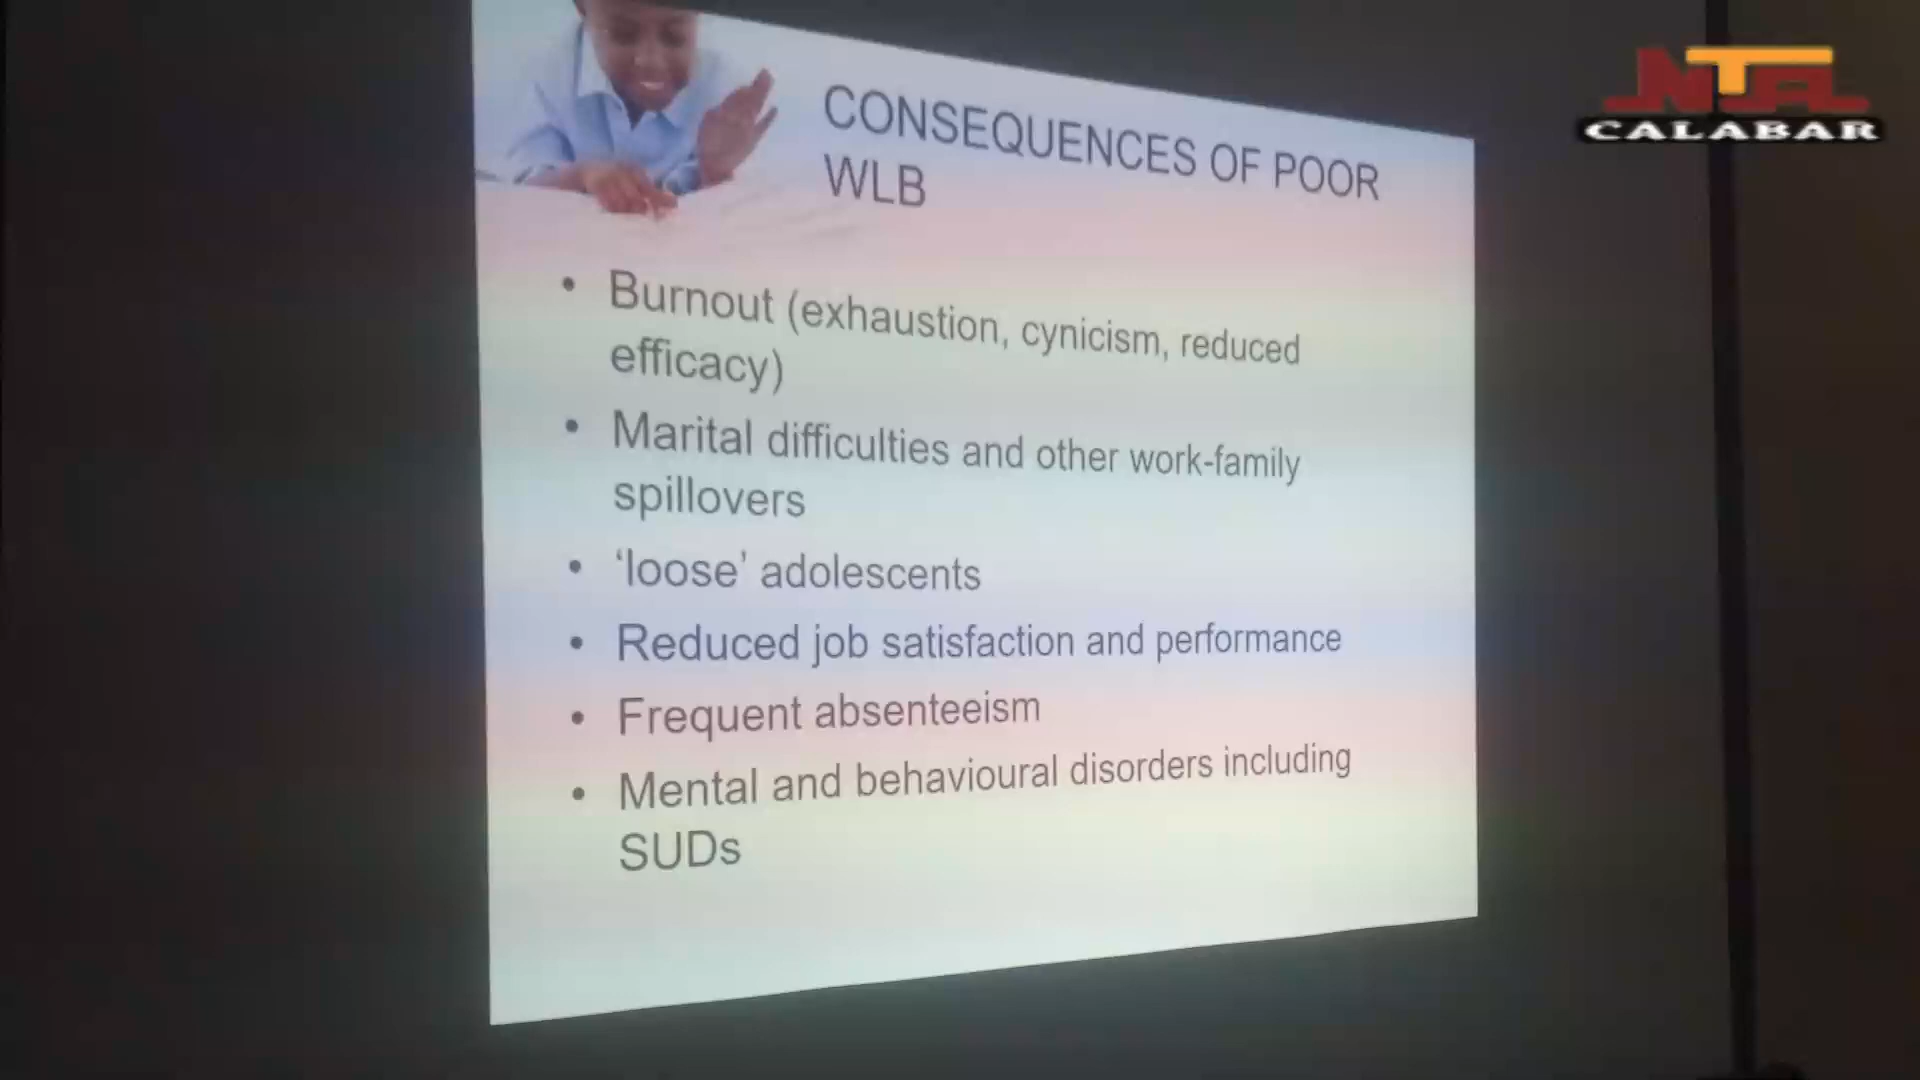 NTA
CALABAR
CONSEQUENCES OF POOR
WLB
• Burnout (exhaustion, cynicism, reduced
efficacy)
• Marital difficulties and other work-family
spillovers
• ‘loose’ adolescents
• Reduced job satisfaction and performance
• Frequent absenteeism
• Mental and behavioural disorders including
SUDs